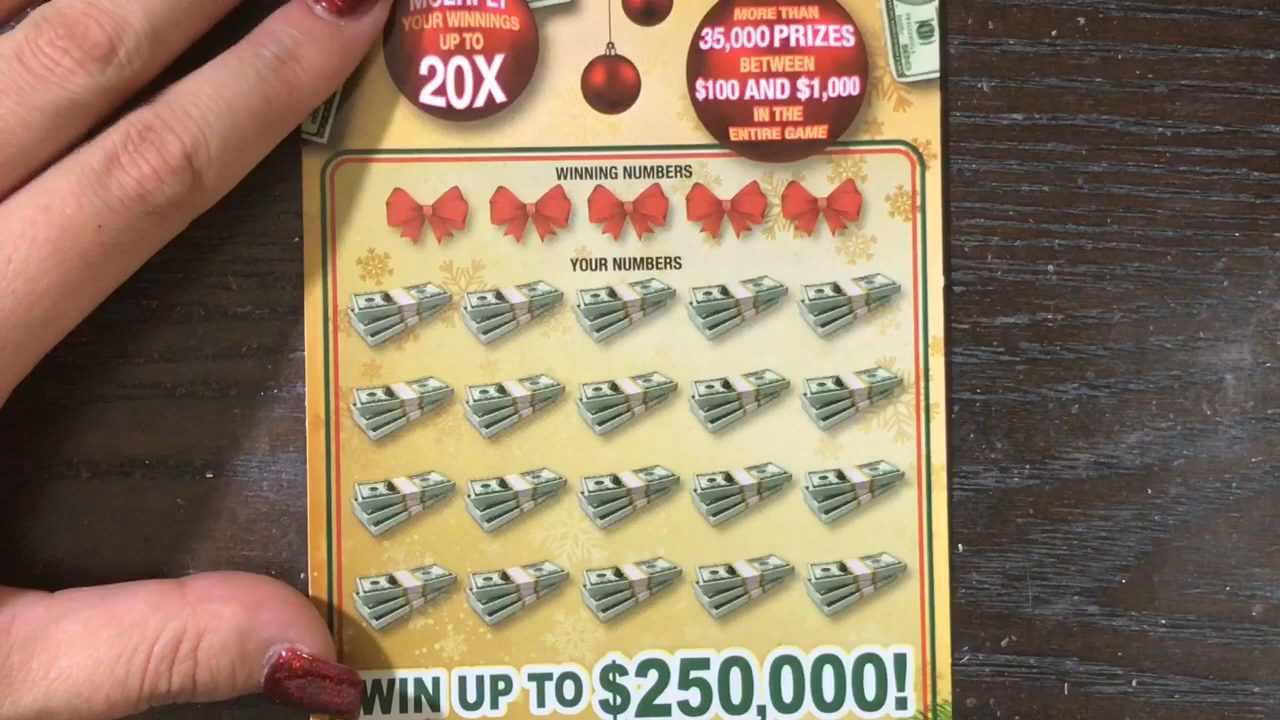 MULTIPLY
YOUR WINNINGS
UP TO
20X
MORE THAN
35,000 PRIZES
BETWEEN
$100 AND $1,000
IN THE
ENTIRE GAME
WINNING NUMBERS
YOUR NUMBERS
WIN UP TO $250,000!